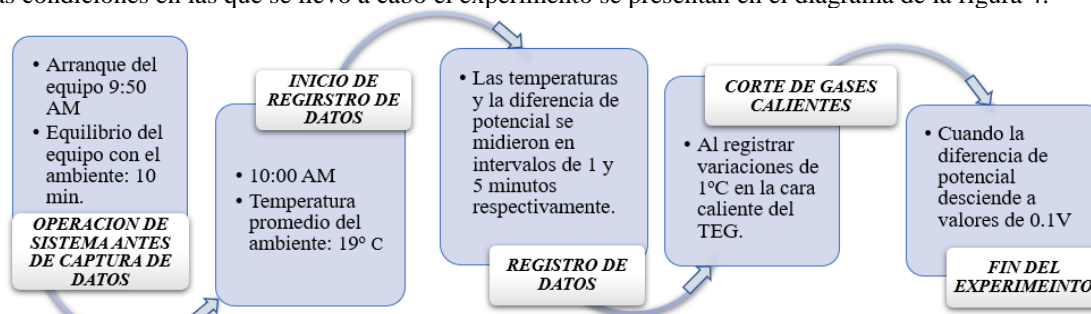 as condiciones en las que se llevó a cabo el experimento se presentan en el diagrama de la figura 4.
• Arranque del
equipo 9:50
AM
• Equilibrio del
equipo con el
ambiente: 10
min.
OPERACION DE
SISTEMA ANTES
DE CAPTURA DE
DATOS
INICIO DE
REGIRSTRO DE
DATOS
• 10:00 AM
• Temperatura
promedio del
ambiente: 19° C
• Las temperaturas
y la diferencia de
potencial se
midieron en
intervalos de 1 y
5 minutos
respectivamente.
REGISTRO DE
DATOS
CORTE DE GASES
CALIENTES
• Al registrar
variaciones de
1°C en la cara
caliente del
TEG.
• Cuando la
diferencia de
potencial
desciende a
valores de 0.1V
FIN DEL
EXPERIMEINTO